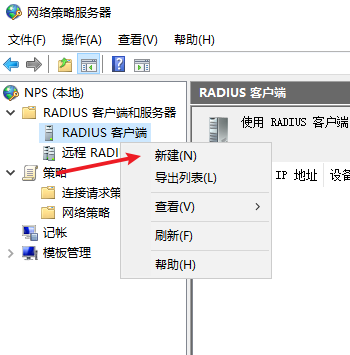 网络策略服务器
文件(F) 操作(A) 查看(V) 帮助(H)
NPS (本地)
RADIUS 客户端和服务器
RADIUS 客户端
远程 RADI
策略
连接请求策
网络策略
记帐
模板管理
RADIUS 客户端
使用 RADIUS 客户端
IP 地址 设备
新建(N)
导出列表(L)
查看(V)
刷新(F)
帮助(H)